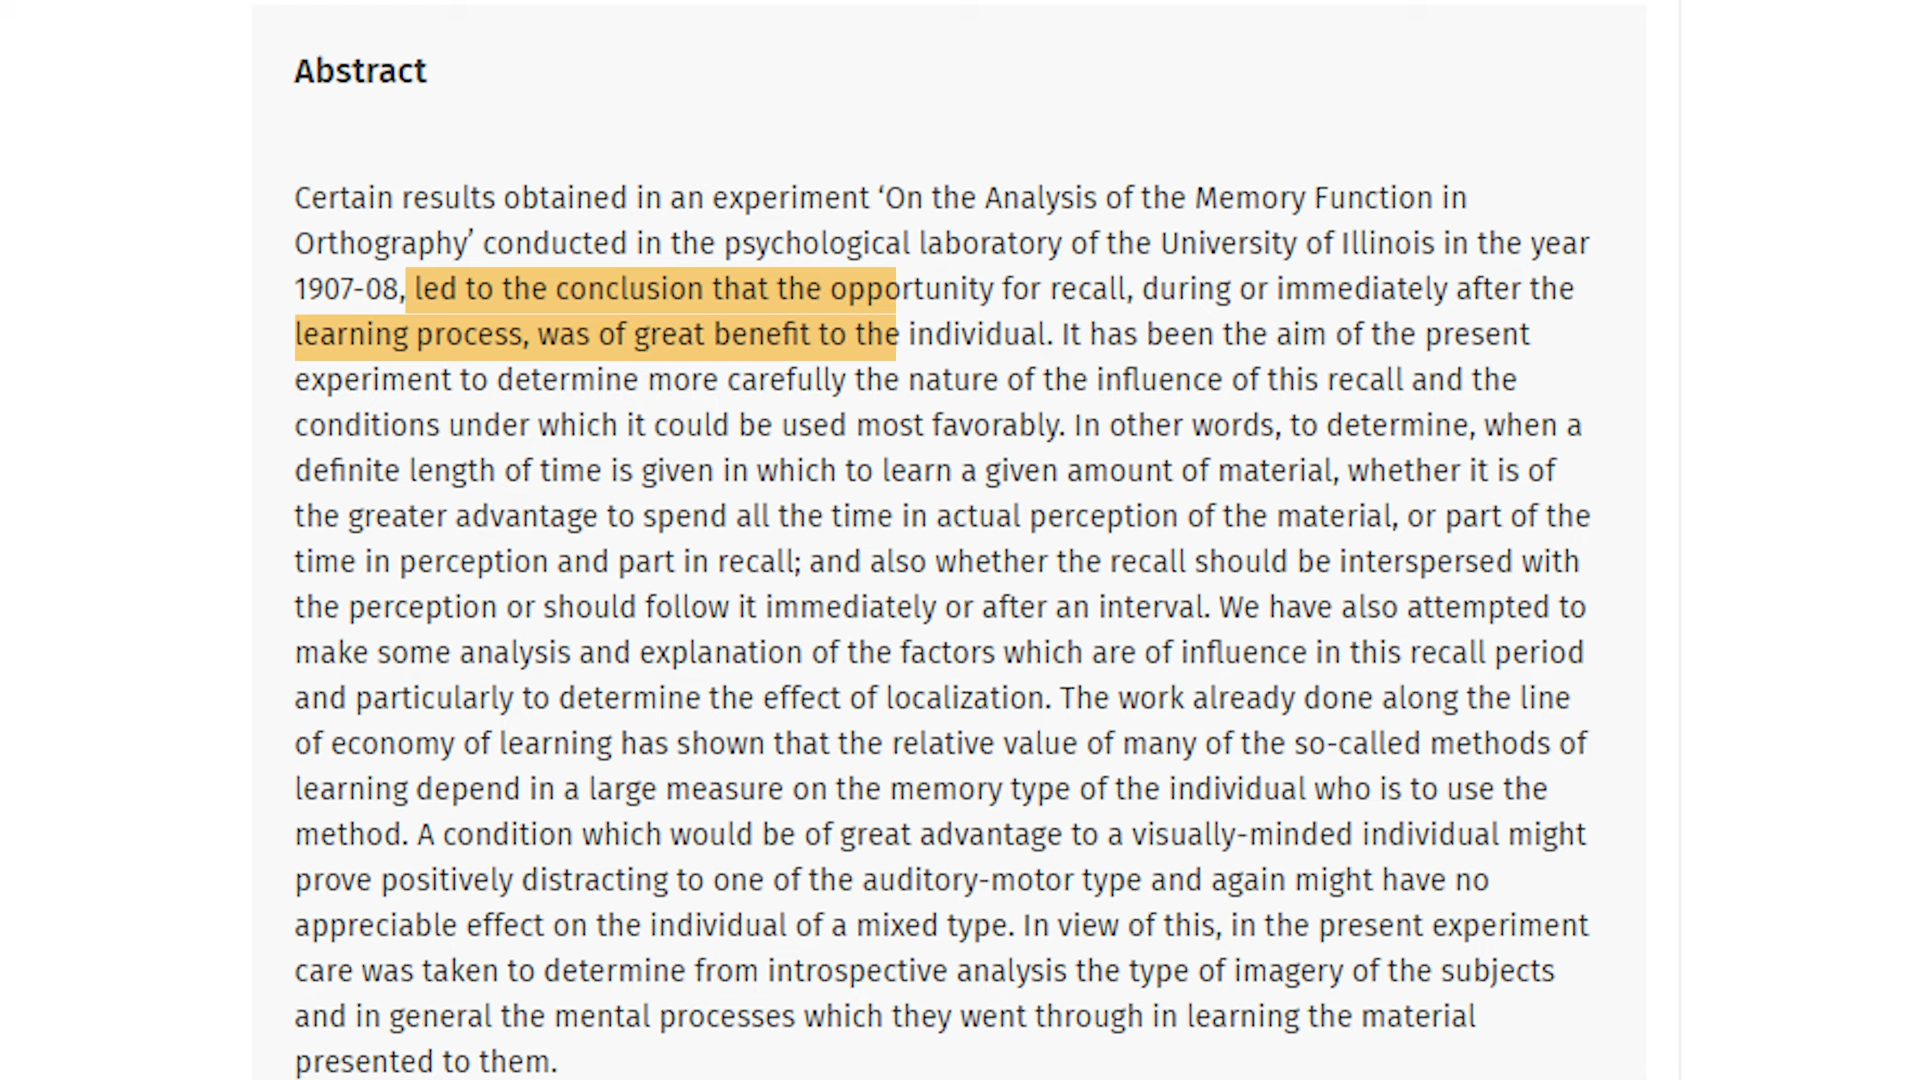 Abstract
Certain results obtained in an experiment ‘On the Analysis of the Memory Function in
Orthography’ conducted in the psychological laboratory of the University of Illinois in the year
1907-08, led to the conclusion that the opportunity for recall, during or immediately after the
learning process, was of great benefit to the individual. It has been the aim of the present
experiment to determine more carefully the nature of the influence of this recall and the
conditions under which it could be used most favorably. In other words, to determine, when a
definite length of time is given in which to learn a given amount of material, whether it is of
the greater advantage to spend all the time in actual perception of the material, or part of the
time in perception and part in recall; and also whether the recall should be interspersed with
the perception or should follow it immediately or after an interval. We have also attempted to
make some analysis and explanation of the factors which are of influence in this recall period
and particularly to determine the effect of localization. The work already done along the line
of economy of learning has shown that the relative value of many of the so-called methods of
learning depend in a large measure on the memory type of the individual who is to use the
method. A condition which would be of great advantage to a visually-minded individual might
prove positively distracting to one of the auditory-motor type and again might have no
appreciable effect on the individual of a mixed type. In view of this, in the present experiment
care was taken to determine from introspective analysis the type of imagery of the subjects
and in general the mental processes which they went through in learning the material
presented to them.